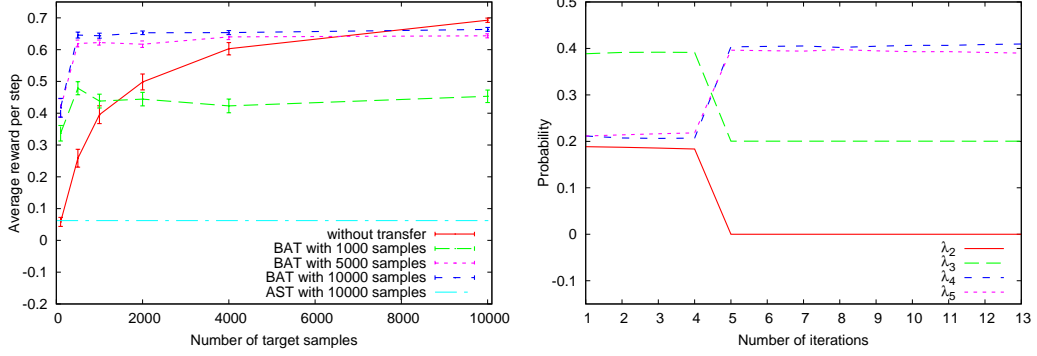 0.7
0.6
0.5
0.4
0.3
0.2
0.1
0
-0.1
-0.2
Average reward per step
without transfer
BAT with 1000 samples
BAT with 5000 samples
BAT with 10000 samples
AST with 10000 samples
0 2000 4000 6000 8000 10000
Number of target samples
0.5
0.4
0.3
0.2
0.1
0
-0.1
Probability
λ2
λ3
λ4
λ5
1 2 3 4 5 6 7 8 9 10 11 12 13
Number of iterations